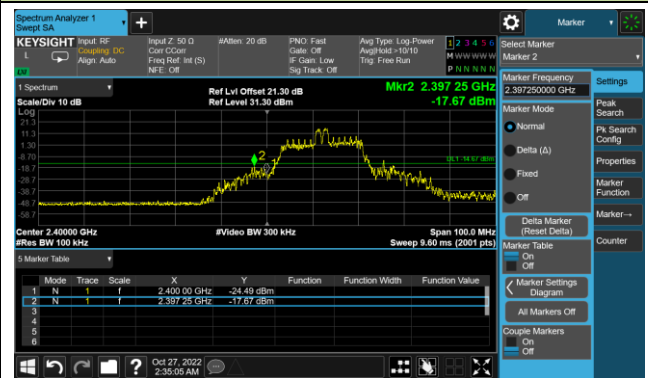 Spectrum Analyzer 1
Swept SA
Marker
KEYSIGHT
L
Input: RF
Coupling: DC
Align: Auto
Input Z: 50 Ω
Corr CCorr
Freq Ref: Int (S)
NFE: Off
#Atten: 20 dB
PNO: Fast
Gate: Off
IF Gain: Low
Sig Track: Off
Avg Type: Log-Power
Avg|Hold:>10/10
Trig: Free Run
1 2 3 4 5 6
M W W W W W
P N N N N N
Select Marker
Marker 2
1 Spectrum
Scale/Div 10 dB
Log
Ref Lvl Offset 21.30 dB
Ref Level 31.30 dBm
Mkr2 2.397 25 GHz
-17.67 dBm
21.3
11.3
1.30
-8.70
-18.7
-28.7
-38.7
-48.7
-58.7
2
DL1 -14.67 dBm
Center 2.40000 GHz
#Res BW 100 kHz
#Video BW 300 kHz
Span 100.0 MHz
Sweep 9.60 ms (2001 pts)
5 Marker Table
Mode Trace Scale X Y Function Function Width Function Value
1 N 1 f 2.400 00 GHz -24.49 dBm
2 N 1 f 2.397 25 GHz -17.67 dBm
3
4
5
6
Marker Frequency
2.397250000 GHz
Marker Mode
Normal
Delta (Δ)
Fixed
Off
Delta Marker
(Reset Delta)
Marker Table
On
Off
Marker Settings
Diagram
All Markers Off
Couple Markers
On
Off
Settings
Peak
Search
Pk Search
Config
Properties
Marker
Function
Marker→
Counter
Oct 27, 2022
2:35:05 AM